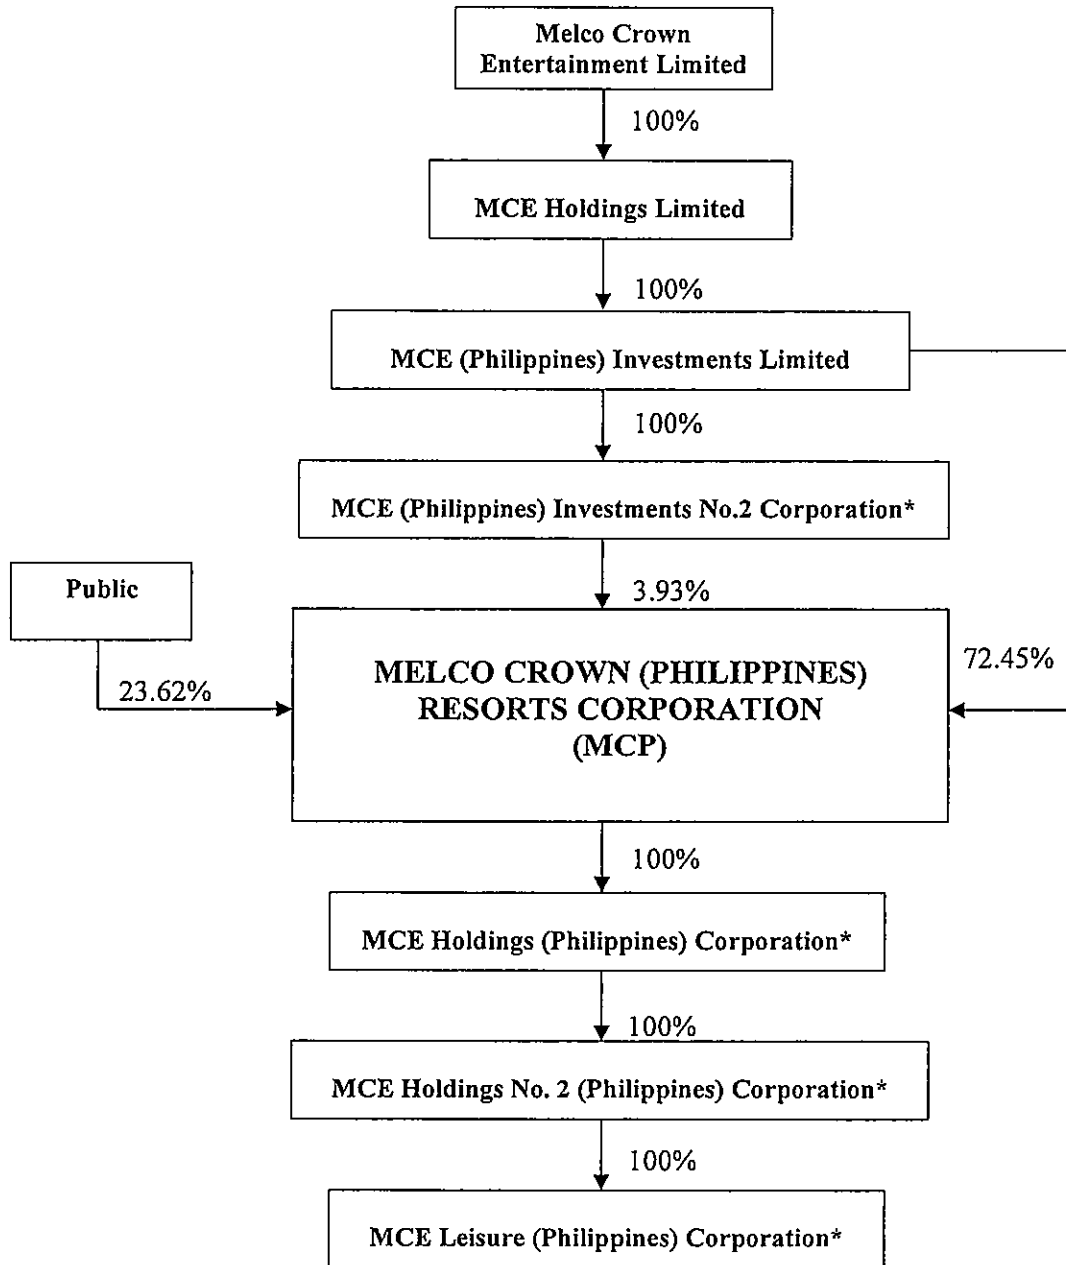 Melco Crown
Entertainment Limited
100%
MCE Holdings Limited
100%
MCE (Philippines) Investments Limited
100%
MCE (Philippines) Investments No.2 Corporation*
Public
3.93%
23.62%
MELCO CROWN (PHILIPPINES)
RESORTS CORPORATION
(MCP)
72.45%
100%
MCE Holdings (Philippines) Corporation*
100%
MCE Holdings No. 2 (Philippines) Corporation*
100%
MCE Leisure (Philippines) Corporation*